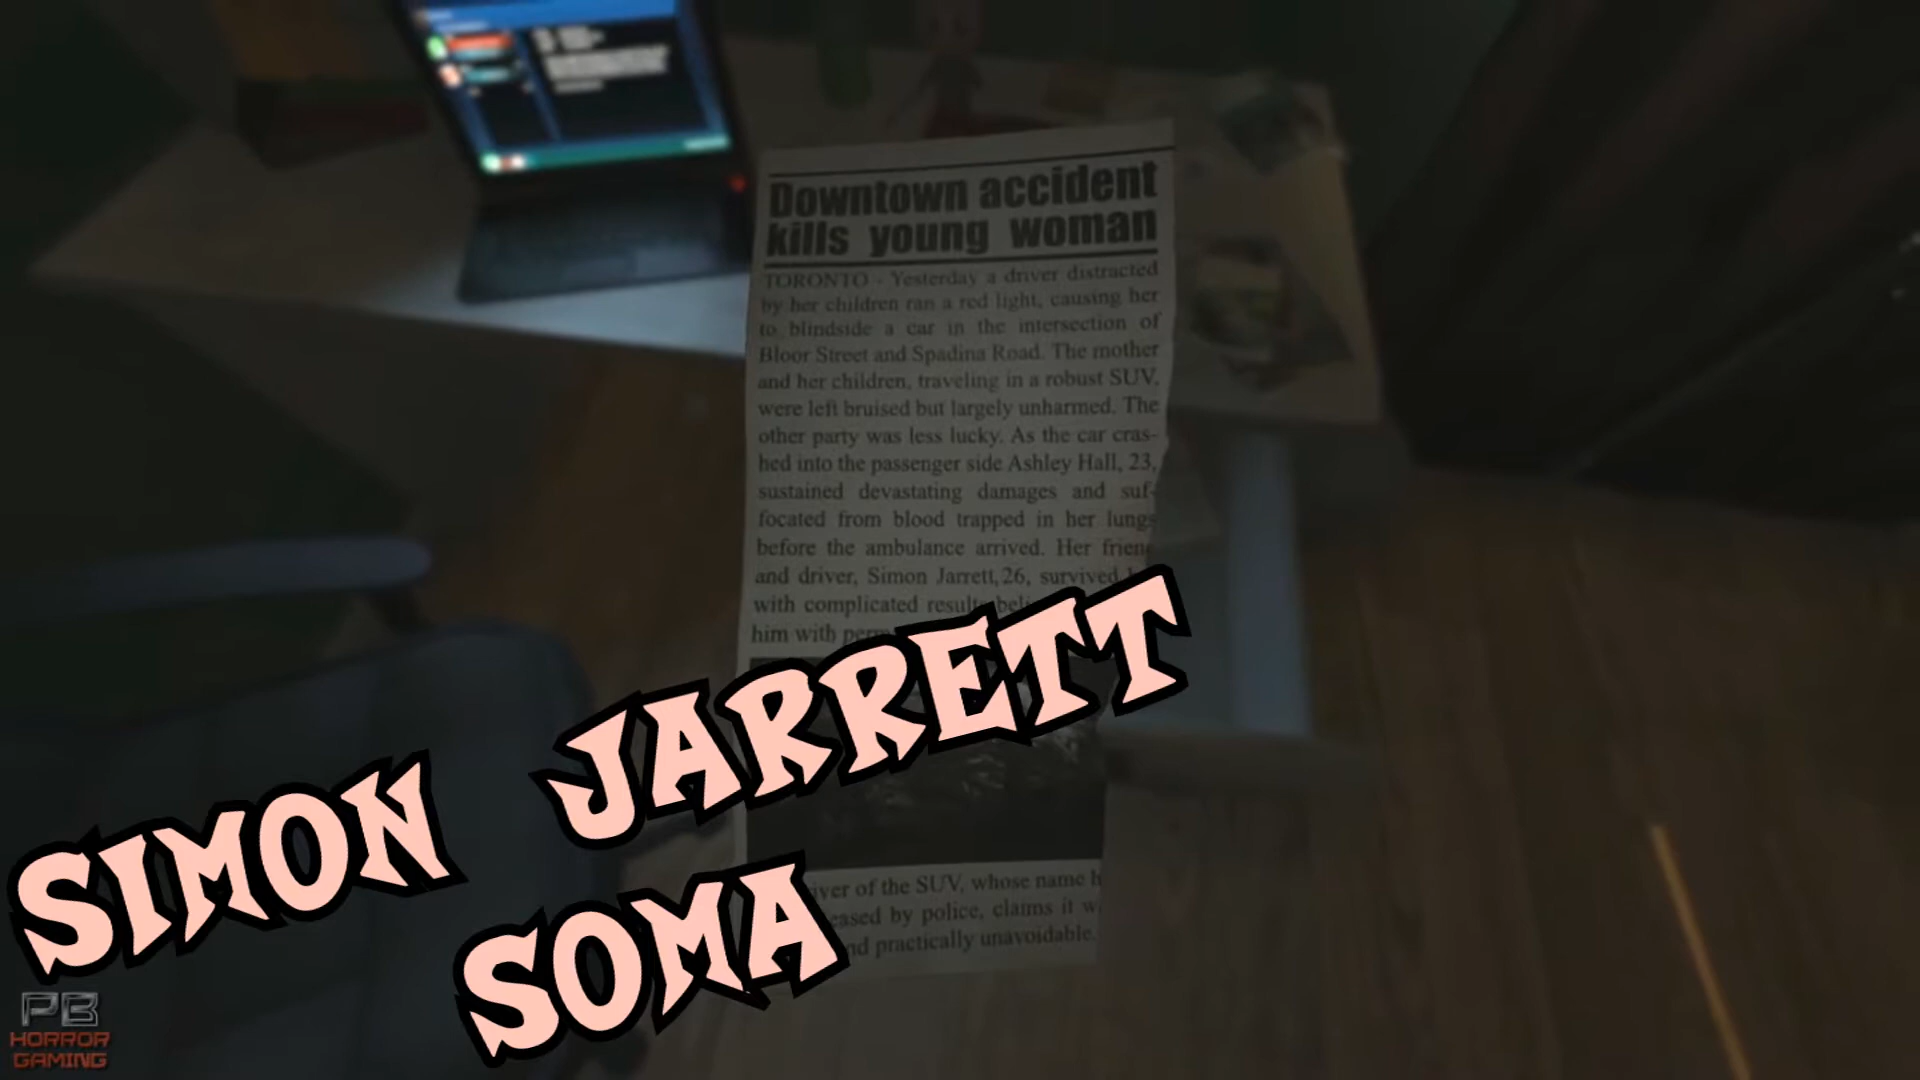 Downtown accident
kills young woman
TORONTO - Yesterday a driver distracted
by her children ran a red light, causing her
to blindside a car in the intersection of
Bloor Street and Spadina Road. The mother
and her children, traveling in a robust SUV,
were left bruised but largely unharmed. The
other party was less lucky. As the car cras-
hed into the passenger side Ashley Hall, 23,
sustained devastating damages and suf-
focated from blood trapped in her lungs
before the ambulance arrived. Her frien
and driver, Simon Jarrett, 26, survived
with complicated results
him with
SIMON JARRETT
SOMA
of the SUV, whose name
by police, claims it
practically unavoidable.
PB
HORROR
GAMING